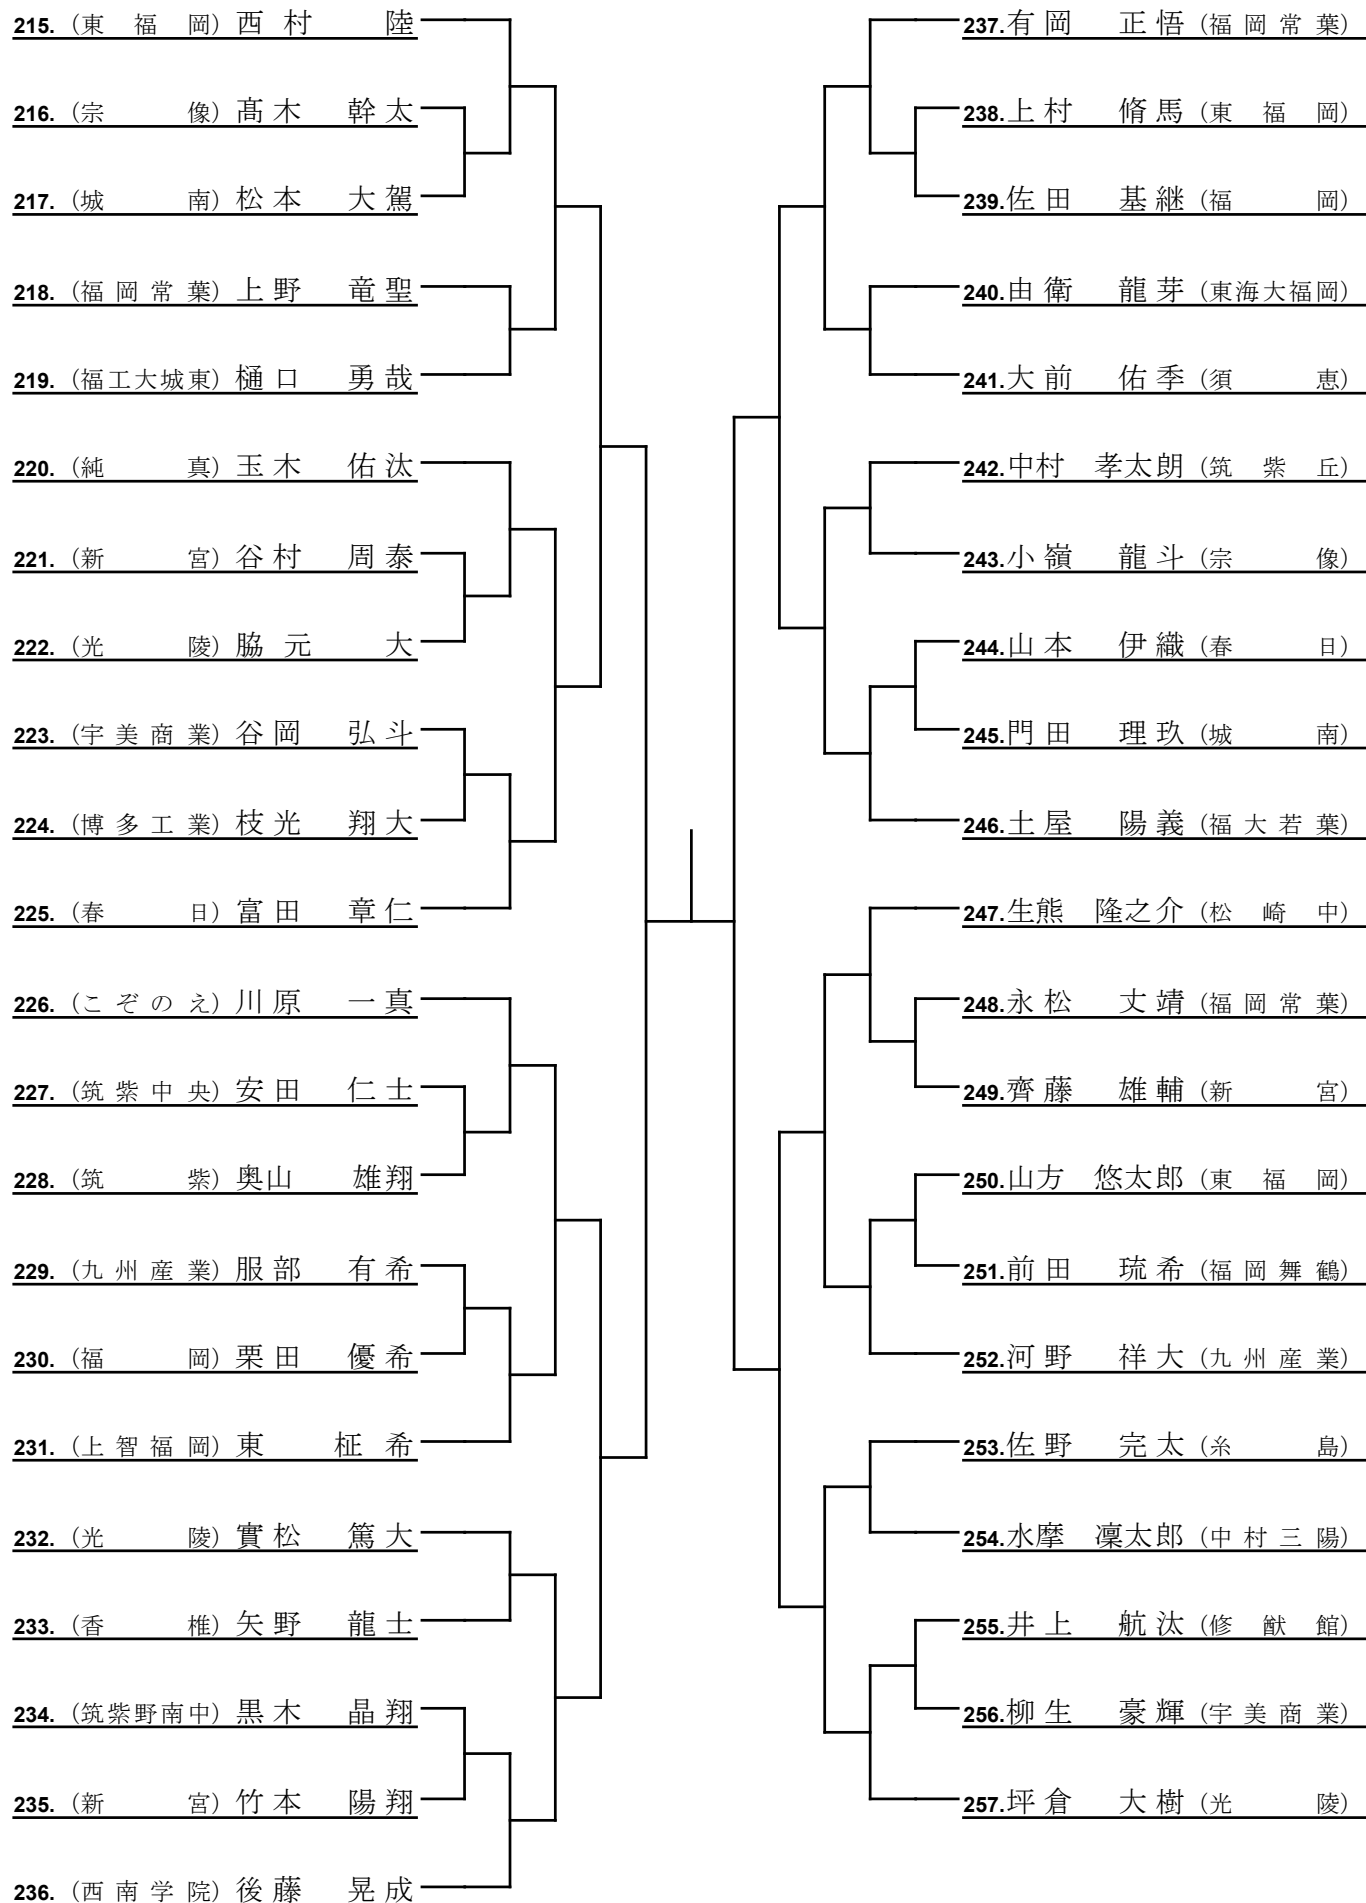 215. (東福岡) 西村 陸
216. (宗像) 髙木 幹太
217. (城南) 松本 大駕
218. (福岡常葉) 上野 竜聖
219. (福工大城東) 樋口 勇哉
220. (純真) 玉木 佑汰
221. (新宮) 谷村 周泰
222. (光陵) 脇元 大
223. (宇美商業) 谷岡 弘斗
224. (博多工業) 枝光 翔大
225. (春日) 富田 章仁
226. (こぞのえ) 川原 一真
227. (筑紫中央) 安田 仁士
228. (筑紫) 奥山 雄翔
229. (九州産業) 服部 有希
230. (福岡) 栗田 優希
231. (上智福岡) 東 柾希
232. (光陵) 實松 篤大
233. (香椎) 矢野 龍士
234. (筑紫野南中) 黒木 晶翔
235. (新宮) 竹本 陽翔
236. (西南学院) 後藤 晃成
237. 有岡 正悟 (福岡常葉)
238. 上村 脩馬 (東福岡)
239. 佐田 基継 (福岡)
240. 由衛 龍芽 (東海大福岡)
241. 大前 佑季 (須恵)
242. 中村 孝太朗 (筑紫丘)
243. 小嶺 龍斗 (宗像)
244. 山本 伊織 (春日)
245. 門田 理玖 (城南)
246. 土屋 陽義 (福大若葉)
247. 生熊 隆之介 (松崎中)
248. 永松 丈靖 (福岡常葉)
249. 齊藤 雄輔 (新宮)
250. 山方 悠太郎 (東福岡)
251. 前田 琉希 (福岡舞鶴)
252. 河野 祥大 (九州産業)
253. 佐野 完太 (糸島)
254. 水摩 凜太郎 (中村三陽)
255. 井上 航汰 (修猷館)
256. 柳生 豪輝 (宇美商業)
257. 坪倉 大樹 (光陵)